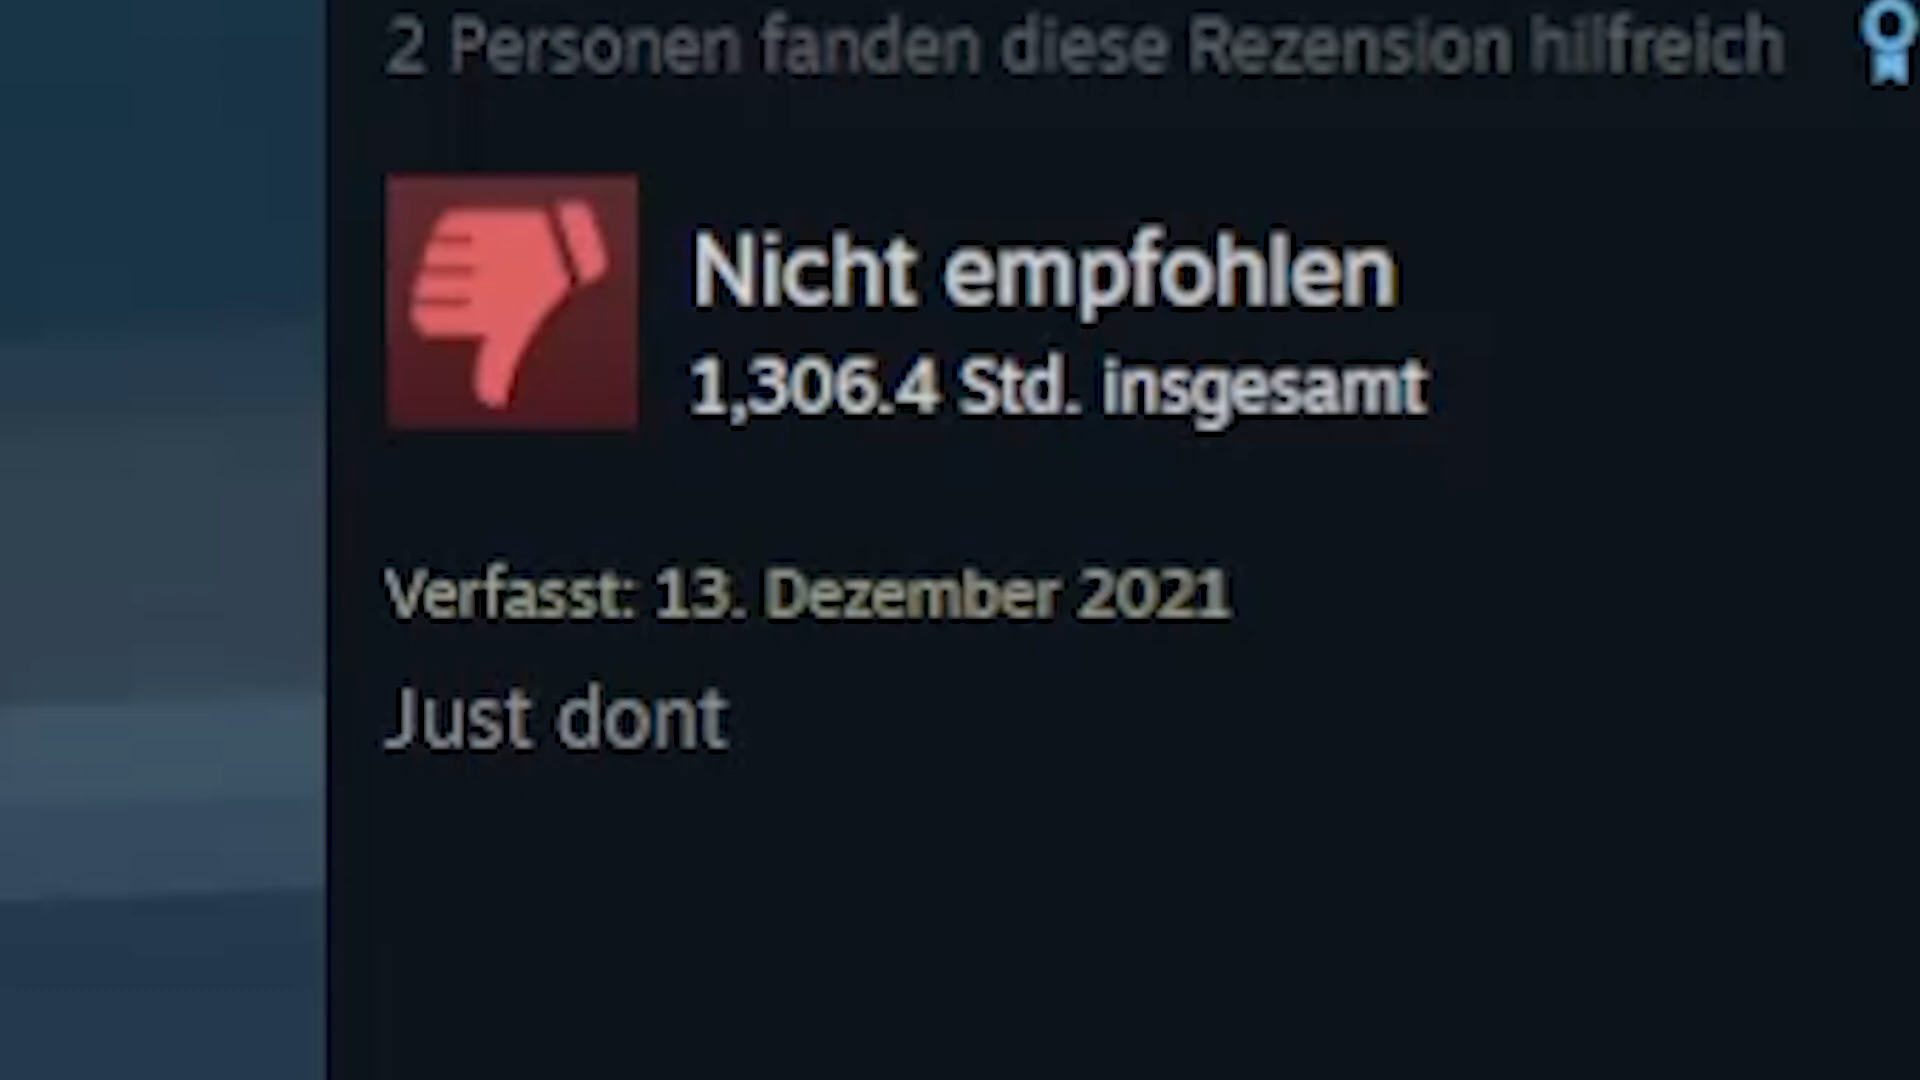 2 Personen fanden diese Rezension hilfreich
Nicht empfohlen
1,306.4 Std. insgesamt
Verfasst: 13. Dezember 2021
Just dont